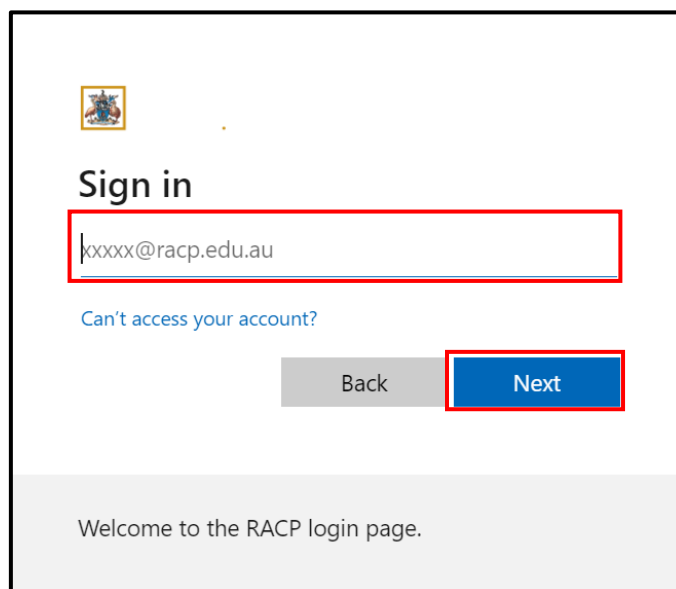 Sign in
xxxxx@racp.edu.au
Can't access your account?
Back
Next
Welcome to the RACP login page.